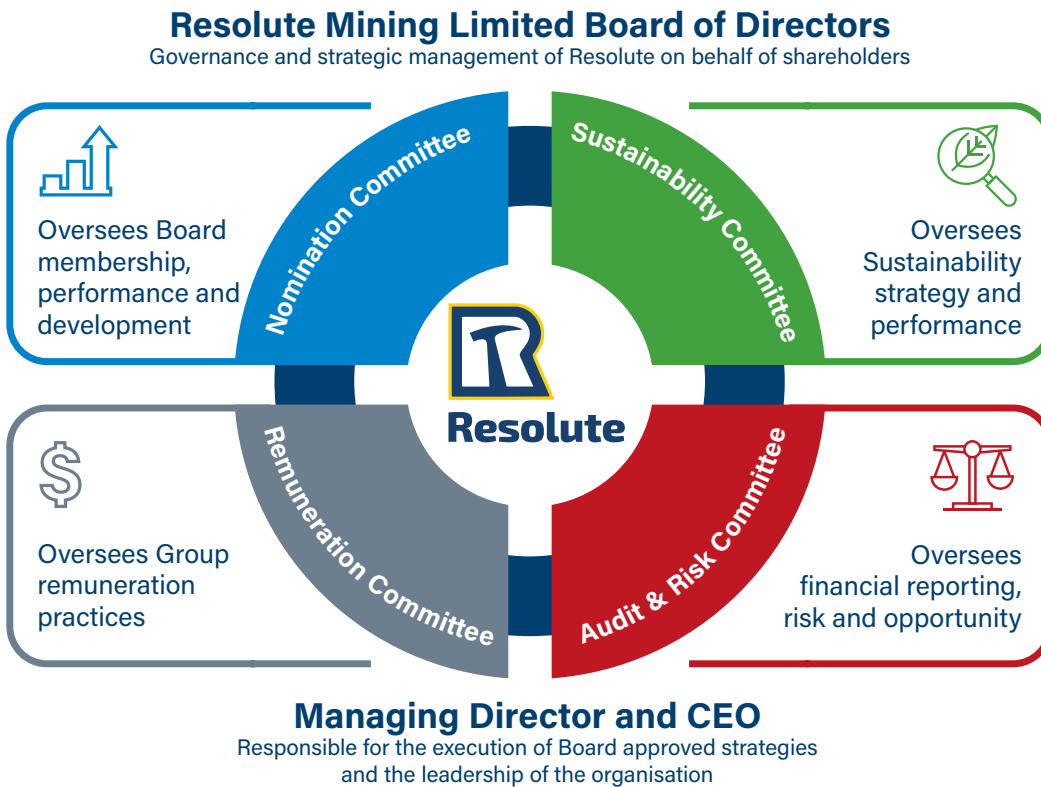 Resolute Mining Limited Board of Directors
Governance and strategic management of Resolute on behalf of shareholders
Nomination Committee
Oversees Board
membership,
performance and
development
Sustainability Committee
Oversees
Sustainability
strategy and
performance
Resolute
Remuneration Committee
$
Oversees Group
remuneration
practices
Audit & Risk Committee
Oversees
financial reporting,
risk and opportunity
Managing Director and CEO
Responsible for the execution of Board approved strategies
and the leadership of the organisation